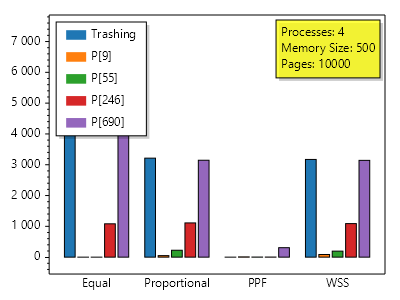 Trashing
P[9]
P[55]
P[246]
P[690]
Processes: 4
Memory Size: 500
Pages: 10000
7 000
6 000
5 000
4 000
3 000
2 000
1 000
0
Equal
Proportional
PPF
WSS